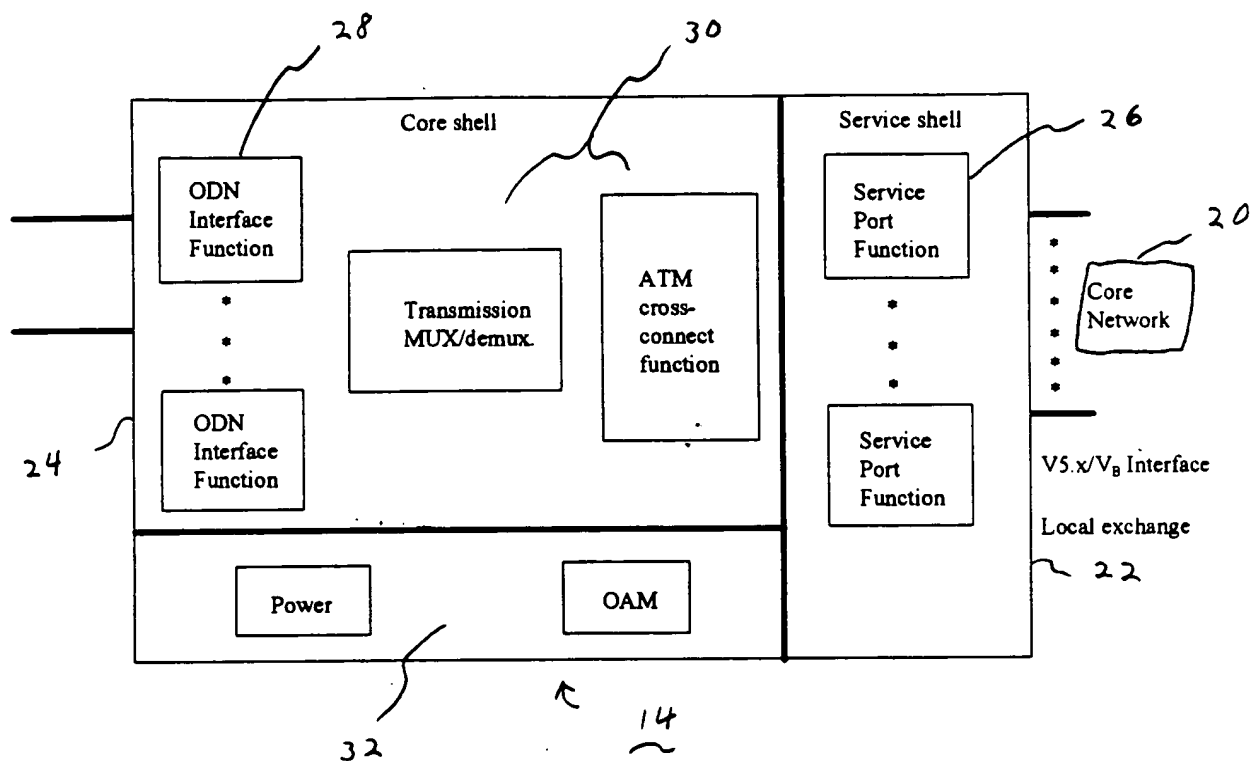 28
30
Core shell
Service shell
26
ODN
Interface
Function
Service
Port
Function
20
ATM
cross-
connect
function
Transmission
MUX/demux.
Core
Network
ODN
Interface
Function
24
Service
Port
Function
V5.x/VB Interface
Local exchange
22
Power
OAM
32
14